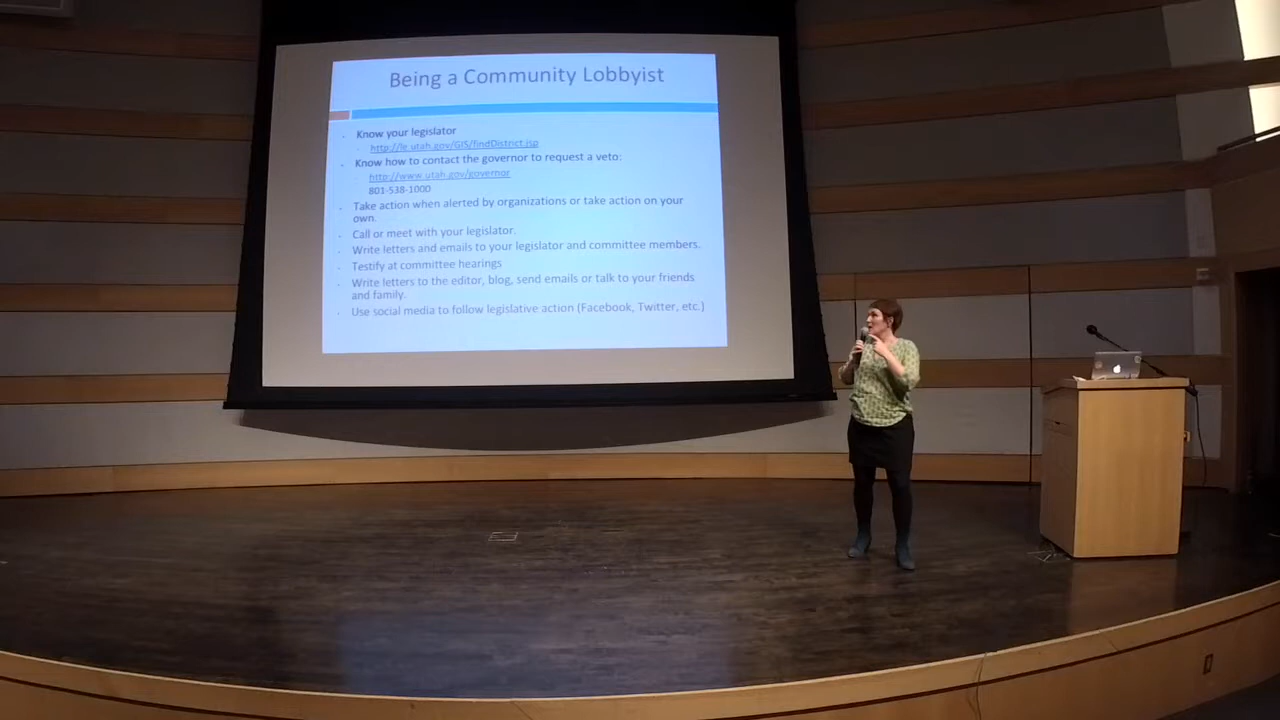 Being a Community Lobbyist
Know your legislator
http://le.utah.gov/GIS/findDistrict.jsp
Know how to contact the governor to request a veto:
http://www.utah.gov/governor
801-538-1000
Take action when alerted by organizations or take action on your
own.
Call or meet with your legislator.
Write letters and emails to your legislator and committee members.
Testify at committee hearings
Write letters to the editor, blog, send emails or talk to your friends
and family.
Use social media to follow legislative action (Facebook, Twitter, etc.)